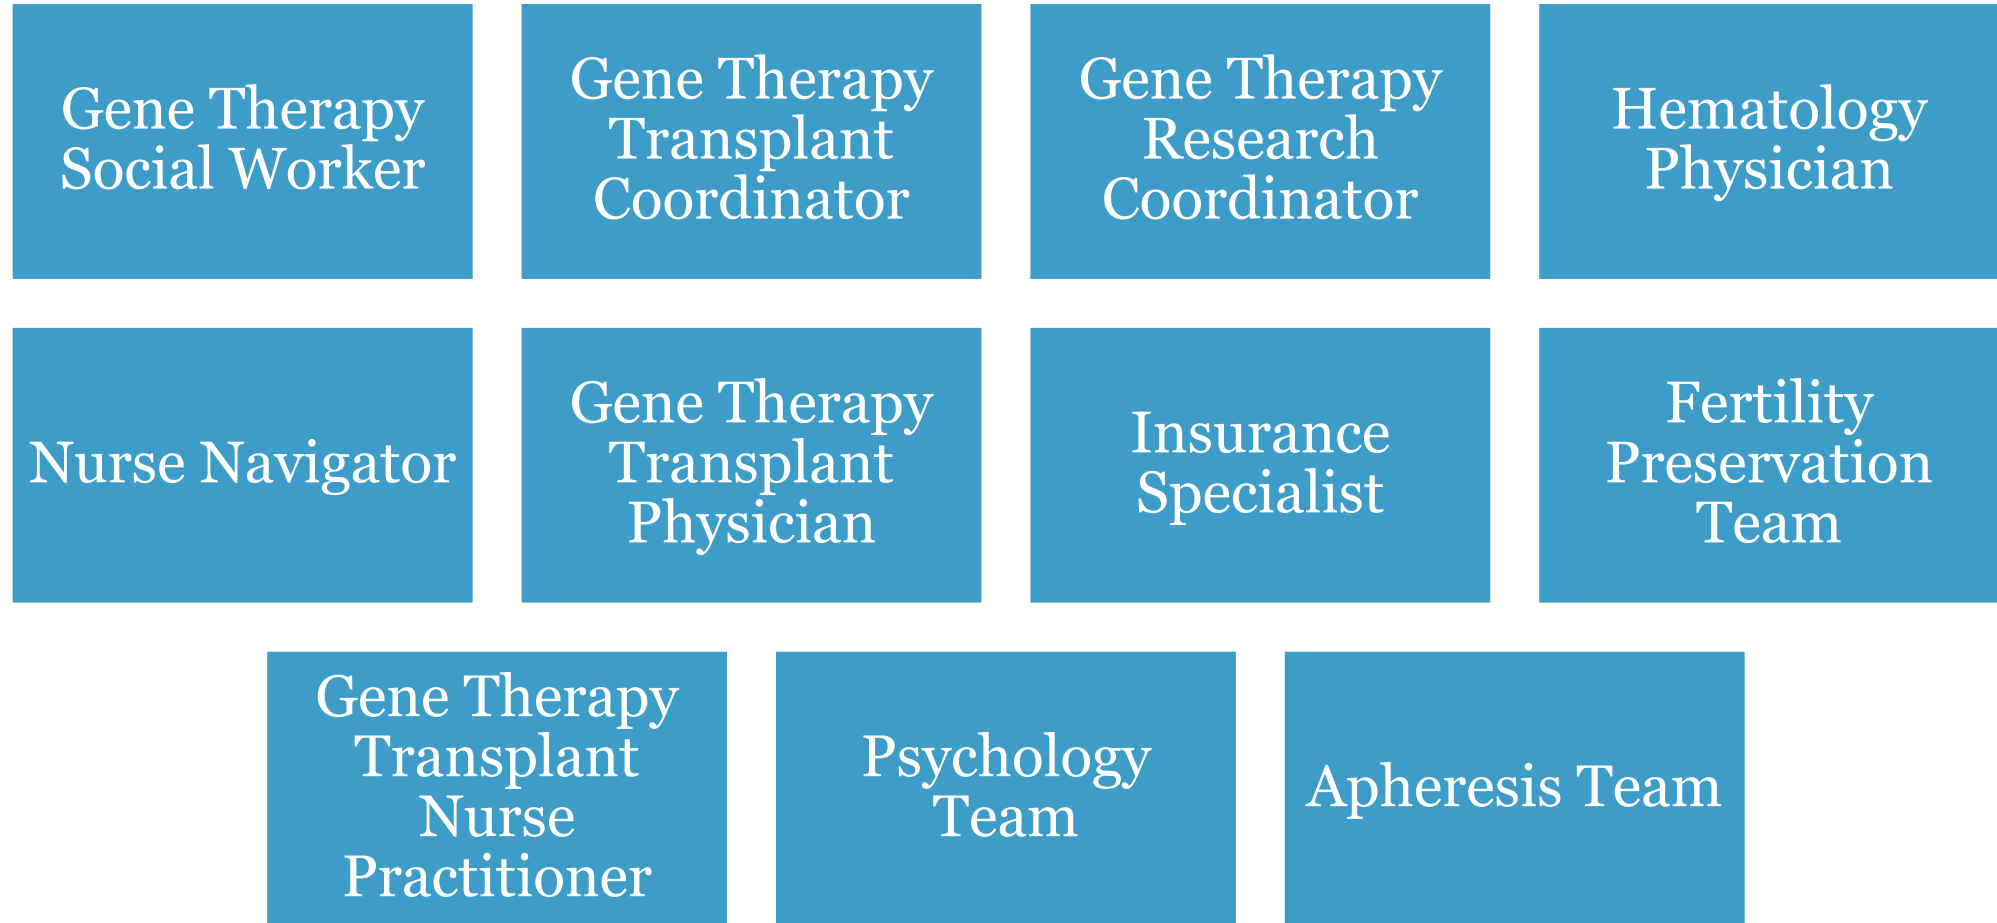 Gene Therapy
Social Worker
Gene Therapy
Transplant
Coordinator
Gene Therapy
Research
Coordinator
Hematology
Physician
Nurse Navigator
Gene Therapy
Transplant
Physician
Insurance
Specialist
Fertility
Preservation
Team
Gene Therapy
Transplant
Nurse
Practitioner
Psychology
Team
Apheresis Team